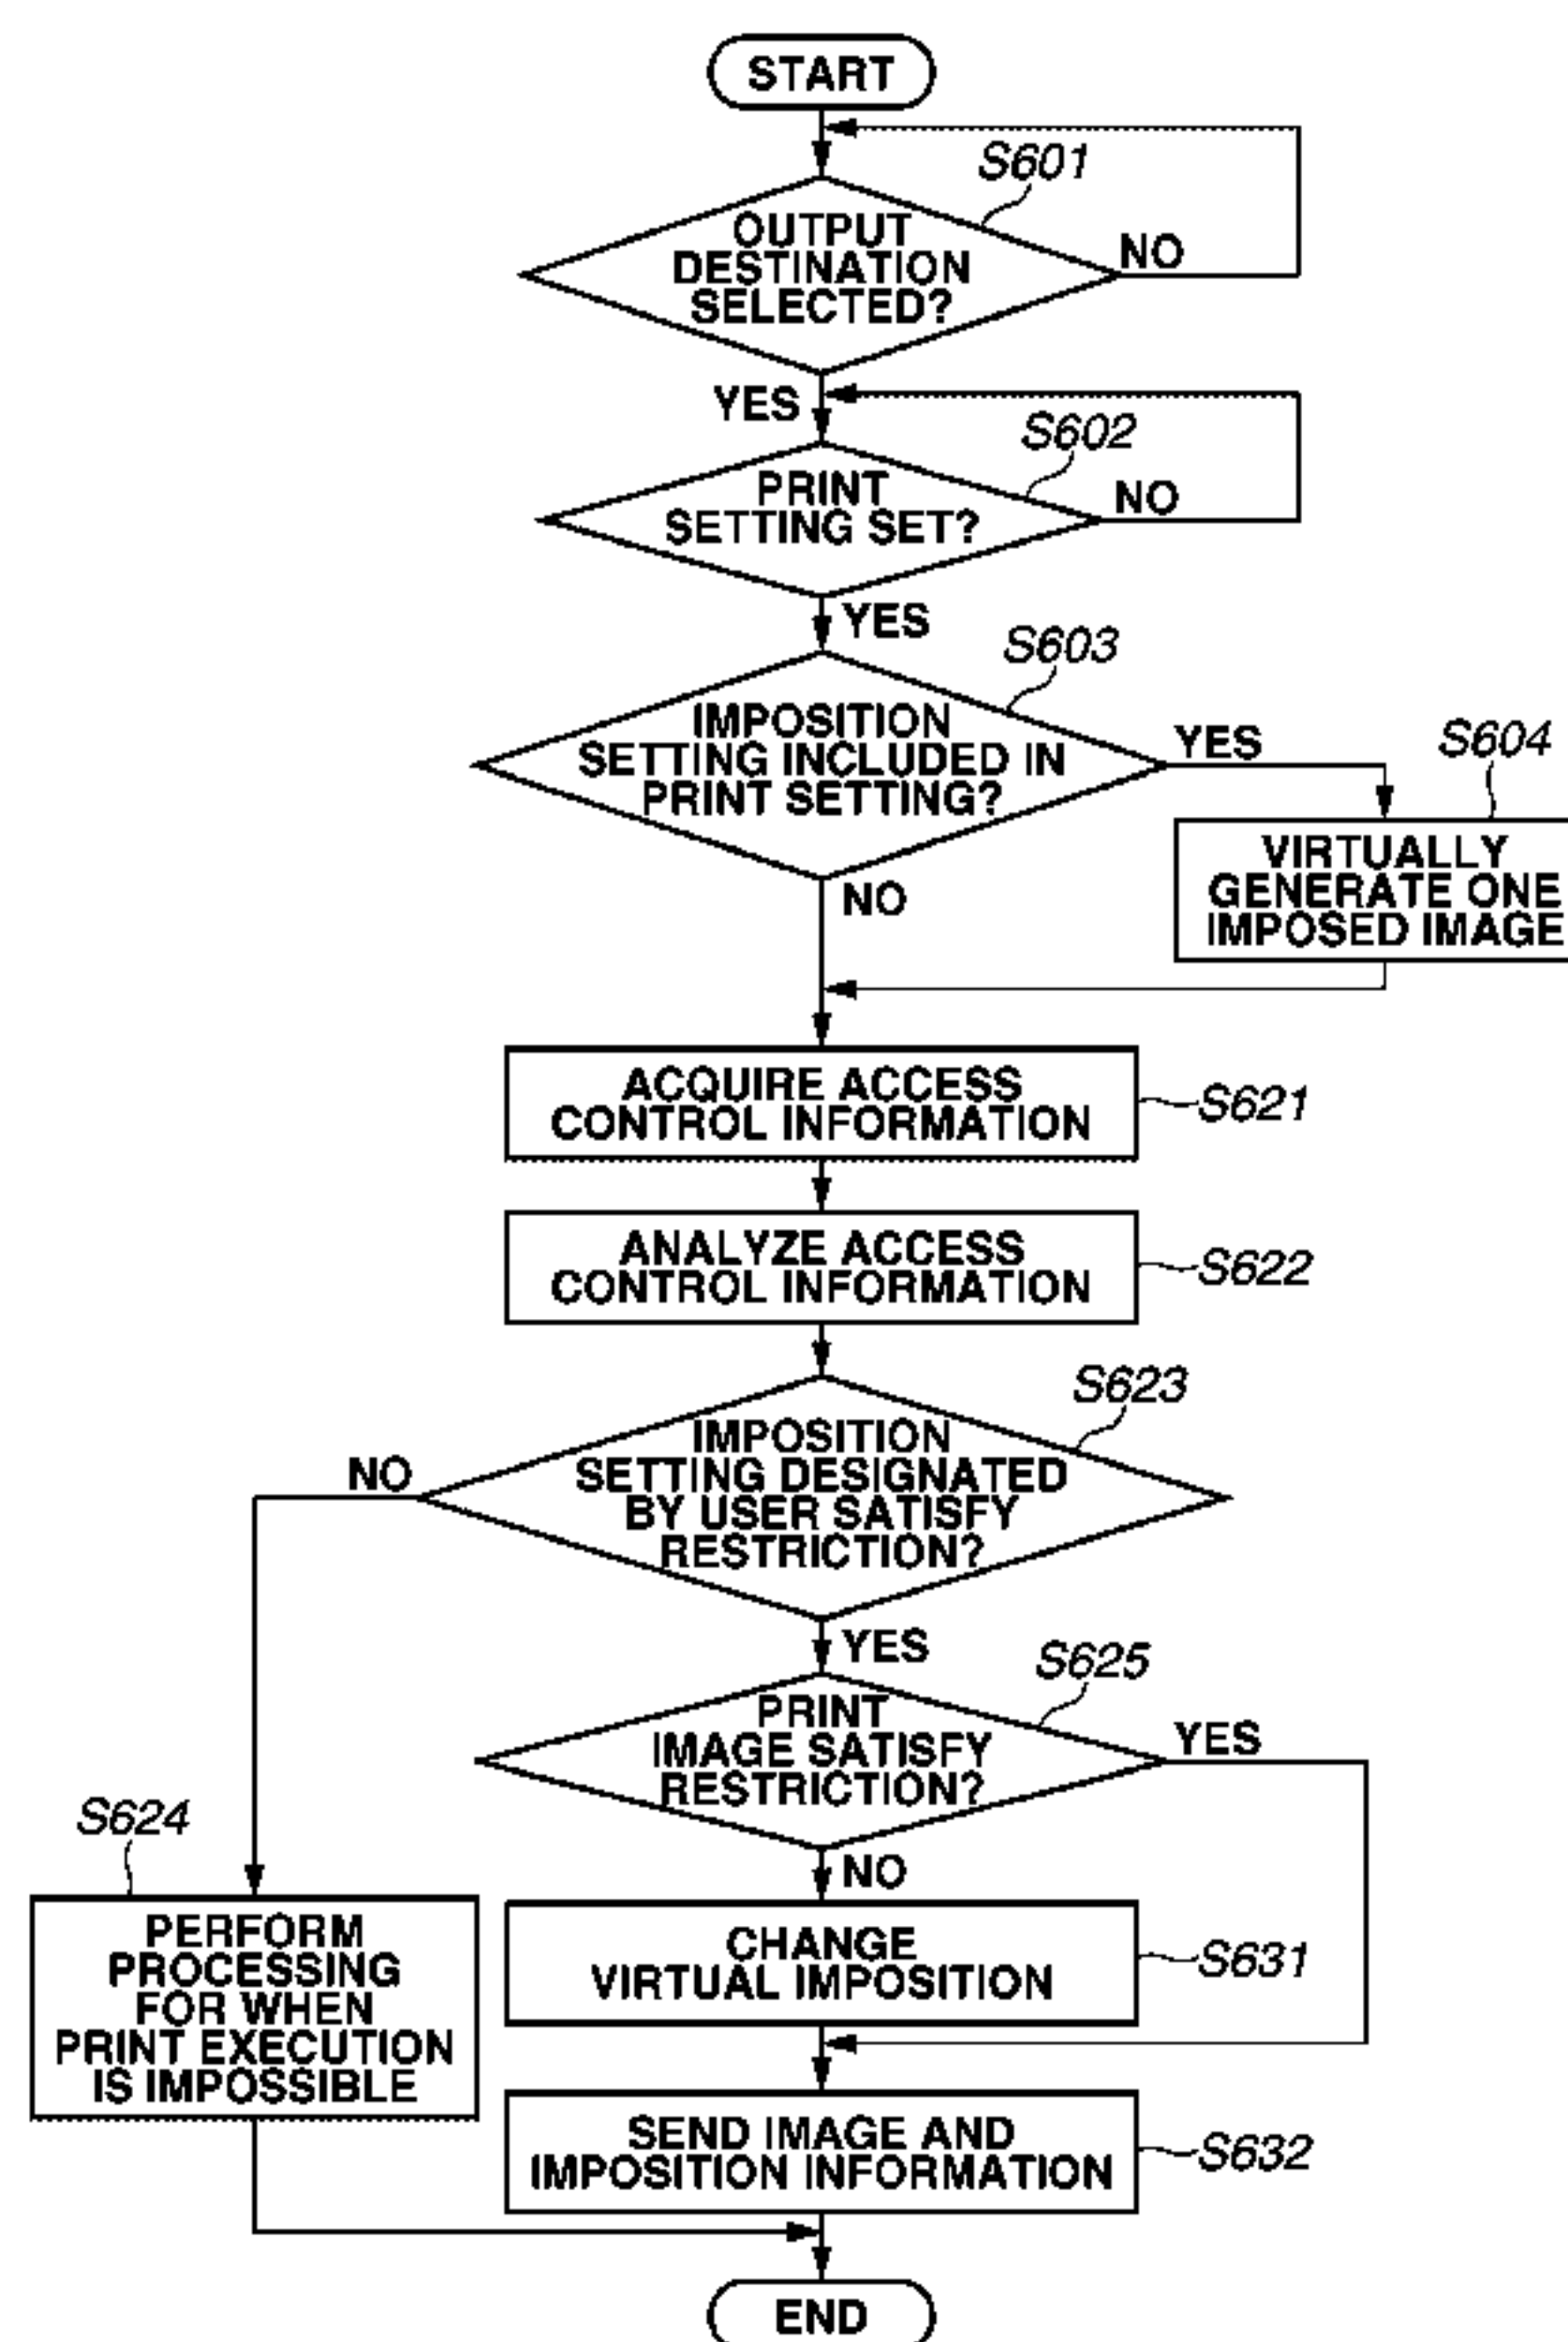 START
S601
OUTPUT
DESTINATION
SELECTED?
NO
YES
S602
PRINT
SETTING SET?
NO
YES
S603
IMPOSITION
SETTING INCLUDED IN
PRINT SETTING?
YES
S604
VIRTUALLY
GENERATE ONE
IMPOSED IMAGE
NO
ACQUIRE ACCESS
CONTROL INFORMATION
S621
ANALYZE ACCESS
CONTROL INFORMATION
S622
S623
IMPOSITION
SETTING DESIGNATED
BY USER SATISFY
RESTRICTION?
NO
YES
S625
PRINT
IMAGE SATISFY
RESTRICTION?
YES
NO
S624
PERFORM
PROCESSING
FOR WHEN
PRINT EXECUTION
IS IMPOSSIBLE
CHANGE
VIRTUAL IMPOSITION
S631
SEND IMAGE AND
IMPOSITION INFORMATION
S632
END